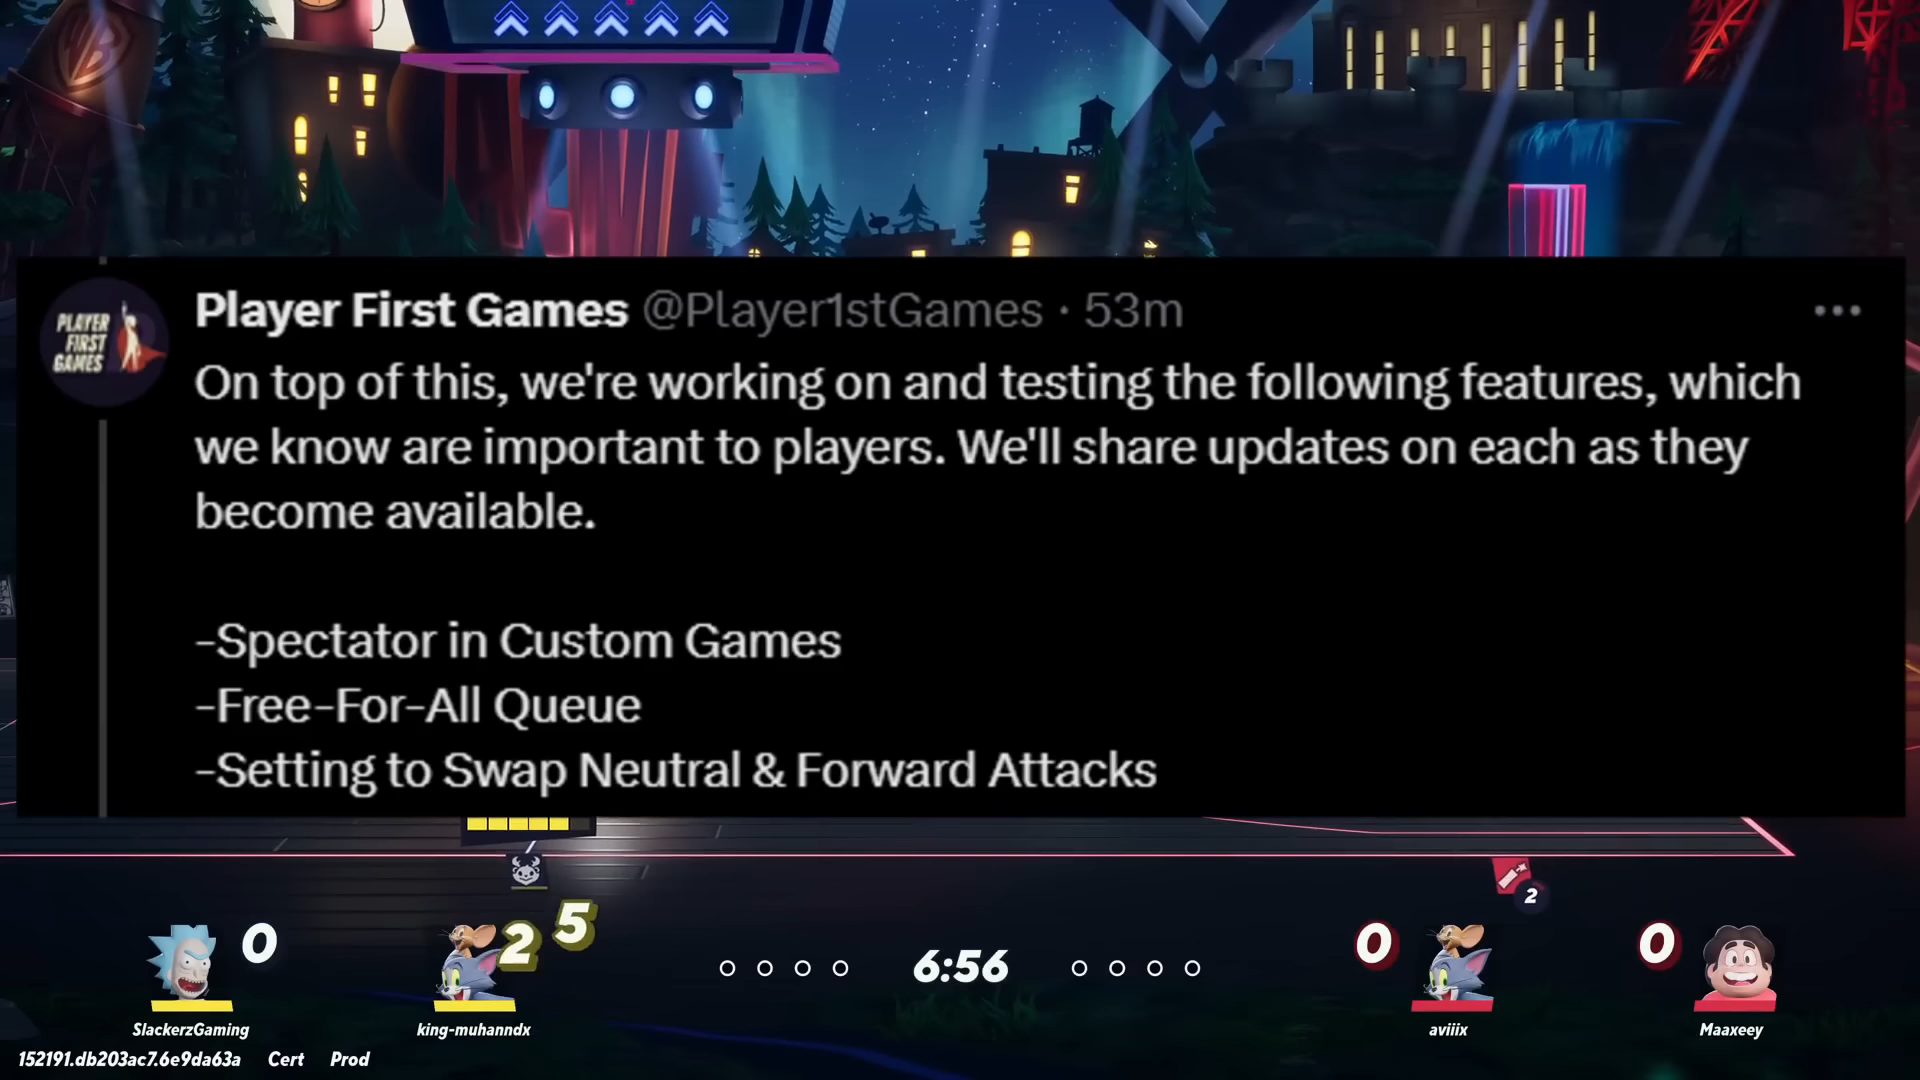 PLAYER
FIRST
GAMES
Player First Games @Player1stGames · 53m
On top of this, we're working on and testing the following features, which
we know are important to players. We'll share updates on each as they
become available.
-Spectator in Custom Games
-Free-For-All Queue
-Setting to Swap Neutral & Forward Attacks
2
0
25
6:56
0
0
SlackerzGaming
king-muhanndx
aviiix
Maaxeey
152191.db203ac7.6e9da63a Cert Prod